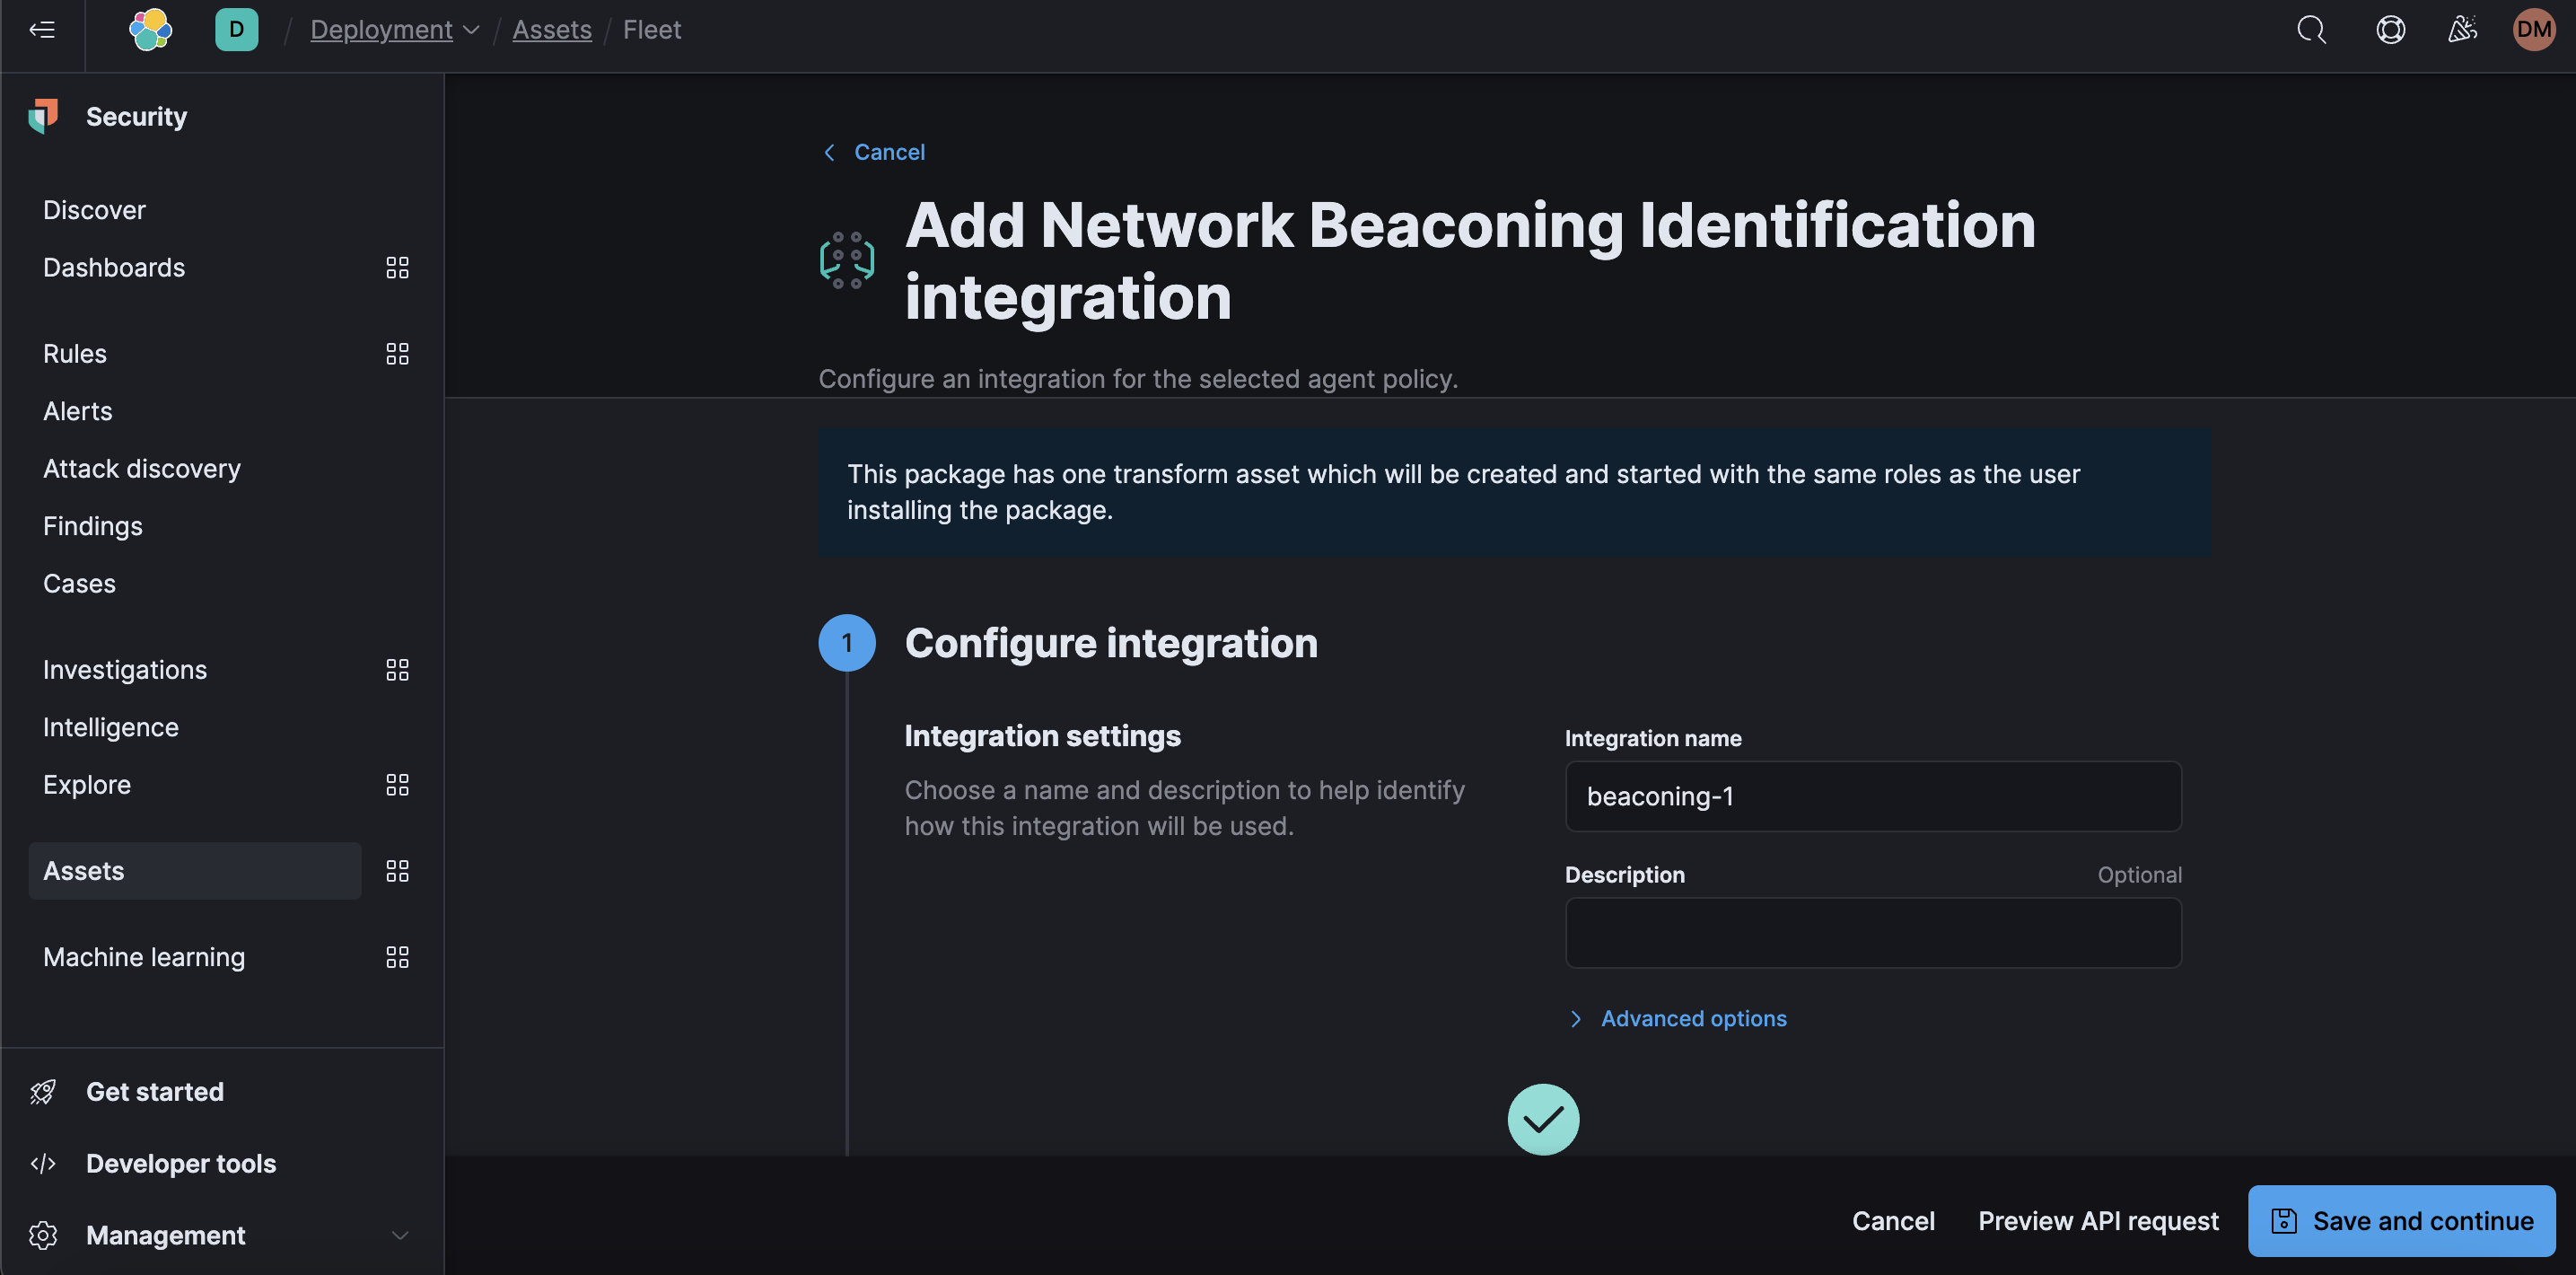 D / Deployment / Assets / Fleet
DM
Security
Discover
Dashboards
Rules
Alerts
Attack discovery
Findings
Cases
Investigations
Intelligence
Explore
Assets
Machine learning
Get started
Developer tools
Management
Cancel
Add Network Beaconing Identification
integration
Configure an integration for the selected agent policy.
This package has one transform asset which will be created and started with the same roles as the user
installing the package.
1 Configure integration
Integration settings
Choose a name and description to help identify
how this integration will be used.
Integration name
beaconing-1
Description Optional
Advanced options
Cancel Preview API request Save and continue